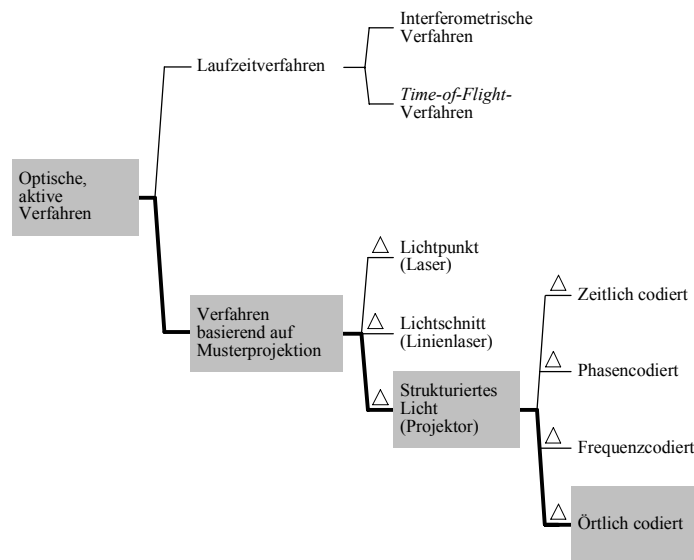 Interferometrische
Verfahren
Laufzeitverfahren
Time-of-Flight-
Verfahren
Optische,
aktive
Verfahren
Lichtpunkt
(Laser)
Verfahren
basierend auf
Musterprojektion
Lichtschnitt
(Linienlaser)
Strukturiertes
Licht
(Projektor)
Zeitlich codiert
Phasencodiert
Frequenzcodiert
Örtlich codiert